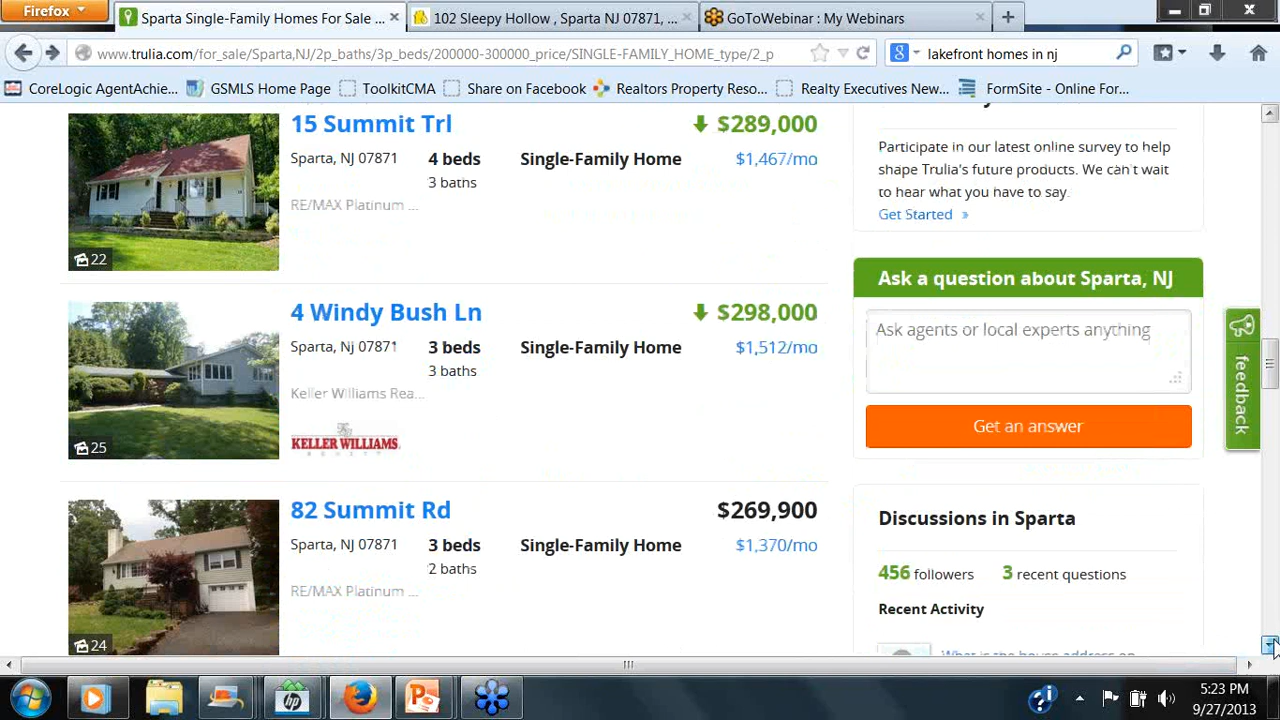 Firefox
Sparta Single-Family Homes For Sale ...
102 Sleepy Hollow , Sparta NJ 07871, ...
GoToWebinar : My Webinars
www.trulia.com/for_sale/Sparta,NJ/2p_baths/3p_beds/200000-300000_price/SINGLE-FAMILY_HOME_type/2_p
lakefront homes in nj
CoreLogic AgentAchie...
GSMLS Home Page
ToolkitCMA
Share on Facebook
Realtors Property Reso...
Realty Executives New...
FormSite - Online For...
15 Summit Trl
$289,000
Sparta, NJ 07871
4 beds
Single-Family Home
$1,467/mo
3 baths
RE/MAX Platinum ...
22
4 Windy Bush Ln
$298,000
Sparta, Nj 07871
3 beds
Single-Family Home
$1,512/mo
3 baths
Keller Williams Rea...
KELLER WILLIAMS
REALTY
25
82 Summit Rd
$269,900
Sparta, NJ 07871
3 beds
Single-Family Home
$1,370/mo
2 baths
RE/MAX Platinum ...
24
Participate in our latest online survey to help
shape Trulia's future products. We can't wait
to hear what you have to say.
Get Started »
Ask a question about Sparta, NJ
Ask agents or local experts anything
Get an answer
Discussions in Sparta
456 followers
3 recent questions
Recent Activity
What is the house address on
feedback
5:23 PM
9/27/2013